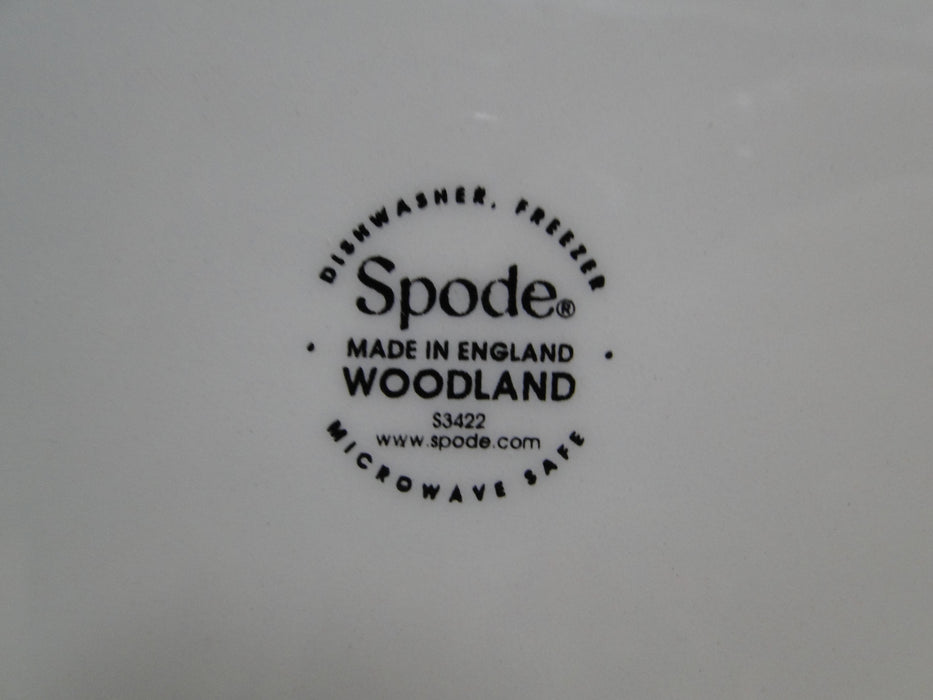 DISHWASHER, FREEZER
Spode®
• MADE IN ENGLAND •
WOODLAND
S3422
www.spode.com
MICROWAVE SAFE